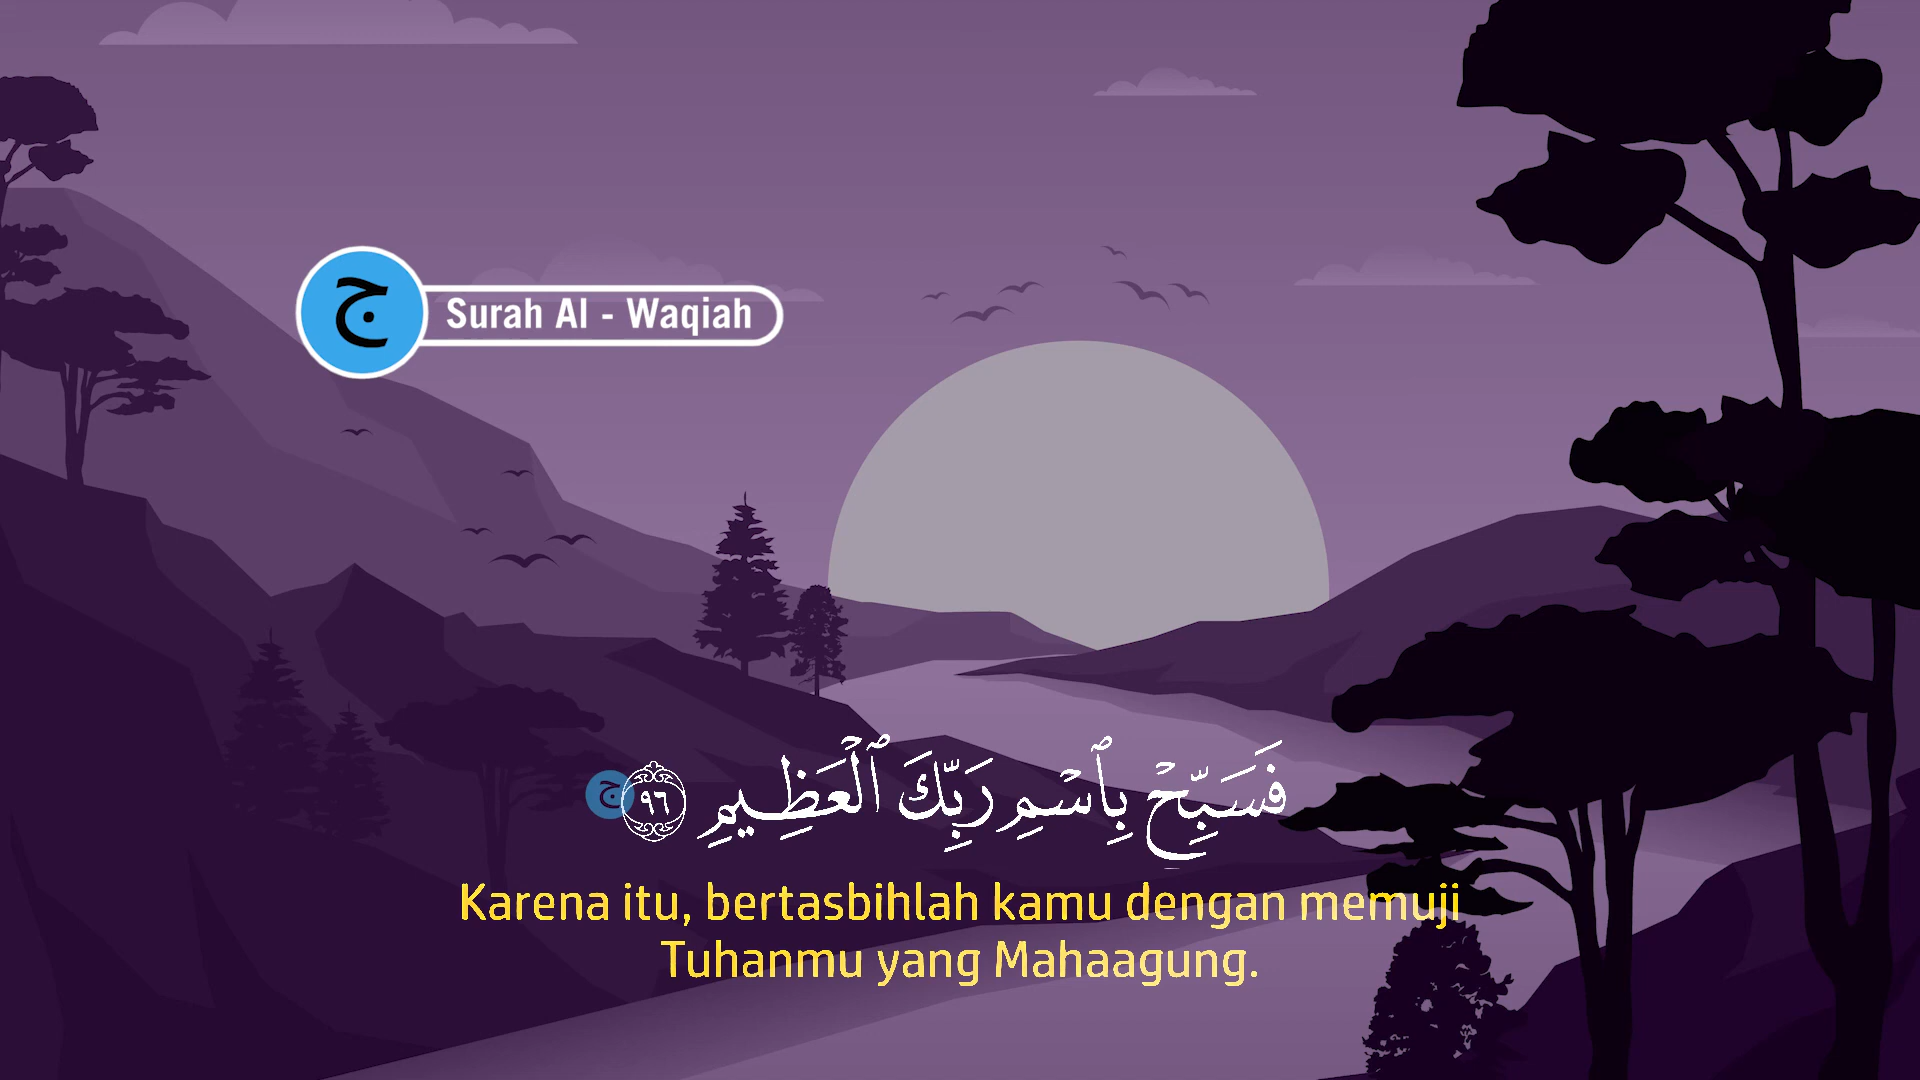 ج Surah Al - Waqiah
فَسَبِّحۡ بِٱسۡمِ رَبِّكَ ٱلۡعَظِيمِ ٩٦ ج
Karena itu, bertasbihlah kamu dengan memuji
Tuhanmu yang Mahaagung.